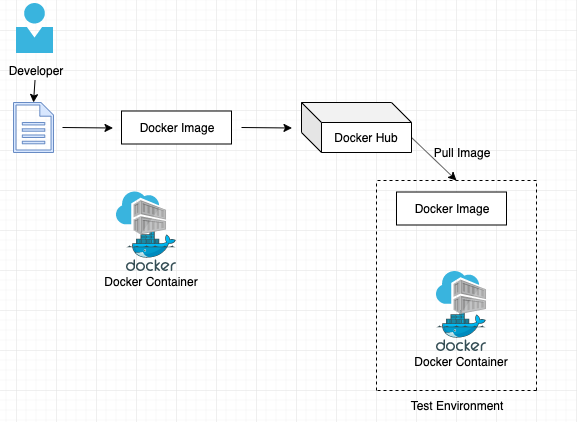 Developer
Docker Image
Docker Hub
Pull Image
Docker Image
docker
Docker Container
docker
Docker Container
Test Environment